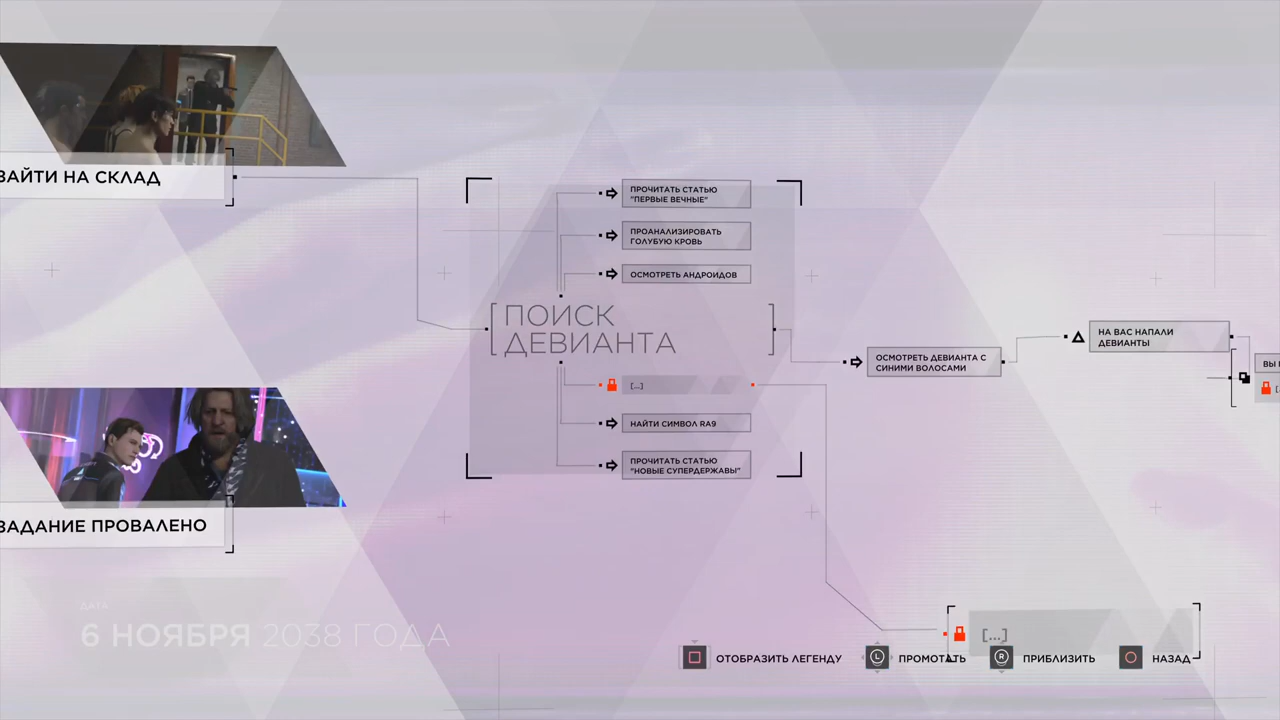 ЗАЙТИ НА СКЛАД
ПРОЧИТАТЬ СТАТЬЮ
"ПЕРВЫЕ ВЕЧНЫЕ"
ПРОАНАЛИЗИРОВАТЬ
ГОЛУБУЮ КРОВЬ
ОСМОТРЕТЬ АНДРОИДОВ
ПОИСК
ДЕВИАНТА
[...]
НАЙТИ СИМВОЛ RA9
ПРОЧИТАТЬ СТАТЬЮ
"НОВЫЕ СУПЕРДЕРЖАВЫ"
ОСМОТРЕТЬ ДЕВИАНТА С
СИНИМИ ВОЛОСАМИ
НА ВАС НАПАЛИ
ДЕВИАНТЫ
ВЫ
ЗАДАНИЕ ПРОВАЛЕНО
ДАТА
6 НОЯБРЯ 2038 ГОДА
[...]
ОТОБРАЗИТЬ ЛЕГЕНДУ
L ПРОМОТАТЬ
R ПРИБЛИЗИТЬ
НАЗАД